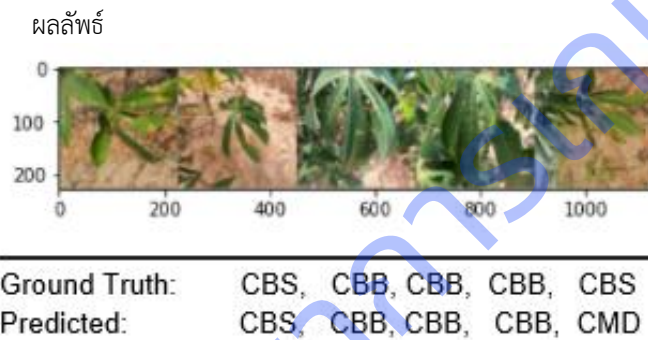 ผลลัพธ์
0
100
200
0 200 400 600 800 1000
Ground Truth: CBS, CBB, CBB, CBB, CBS
Predicted: CBS, CBB, CBB, CBB, CMD